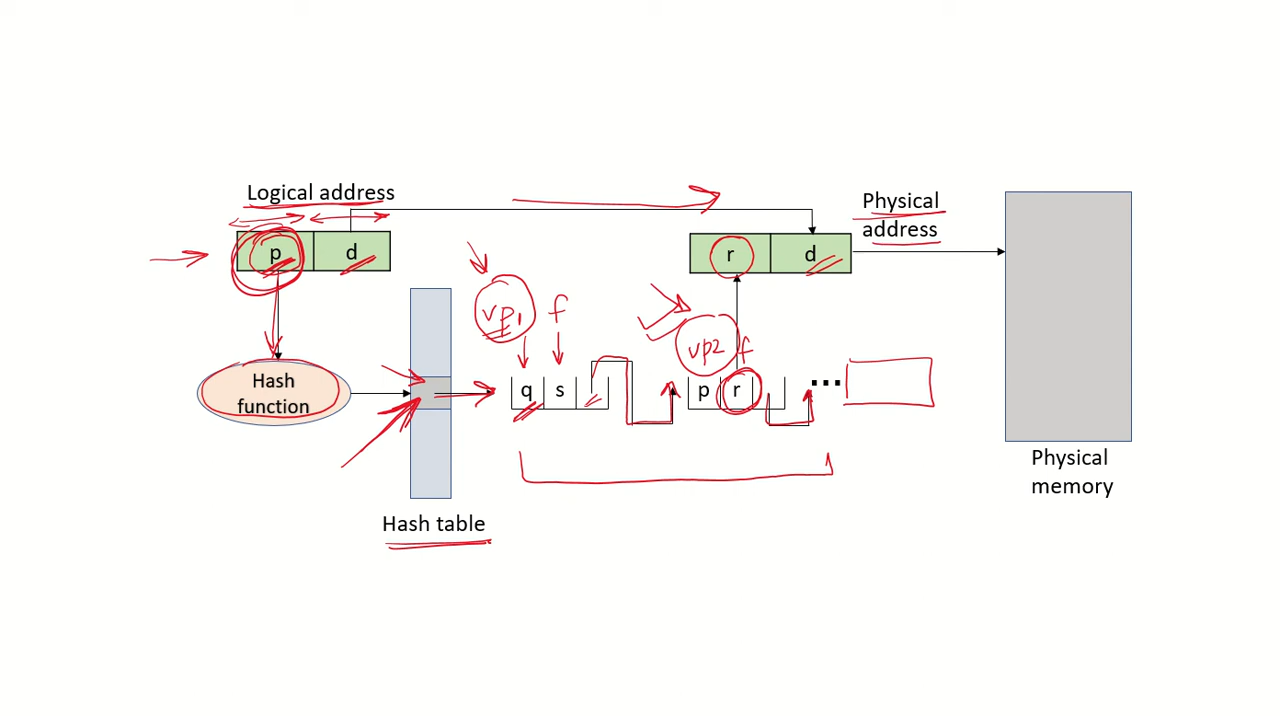 Logical address
Physical
address
p d
r d
vp1 f
vp2 f
Hash
function
q s
p r ...
Physical
memory
Hash table